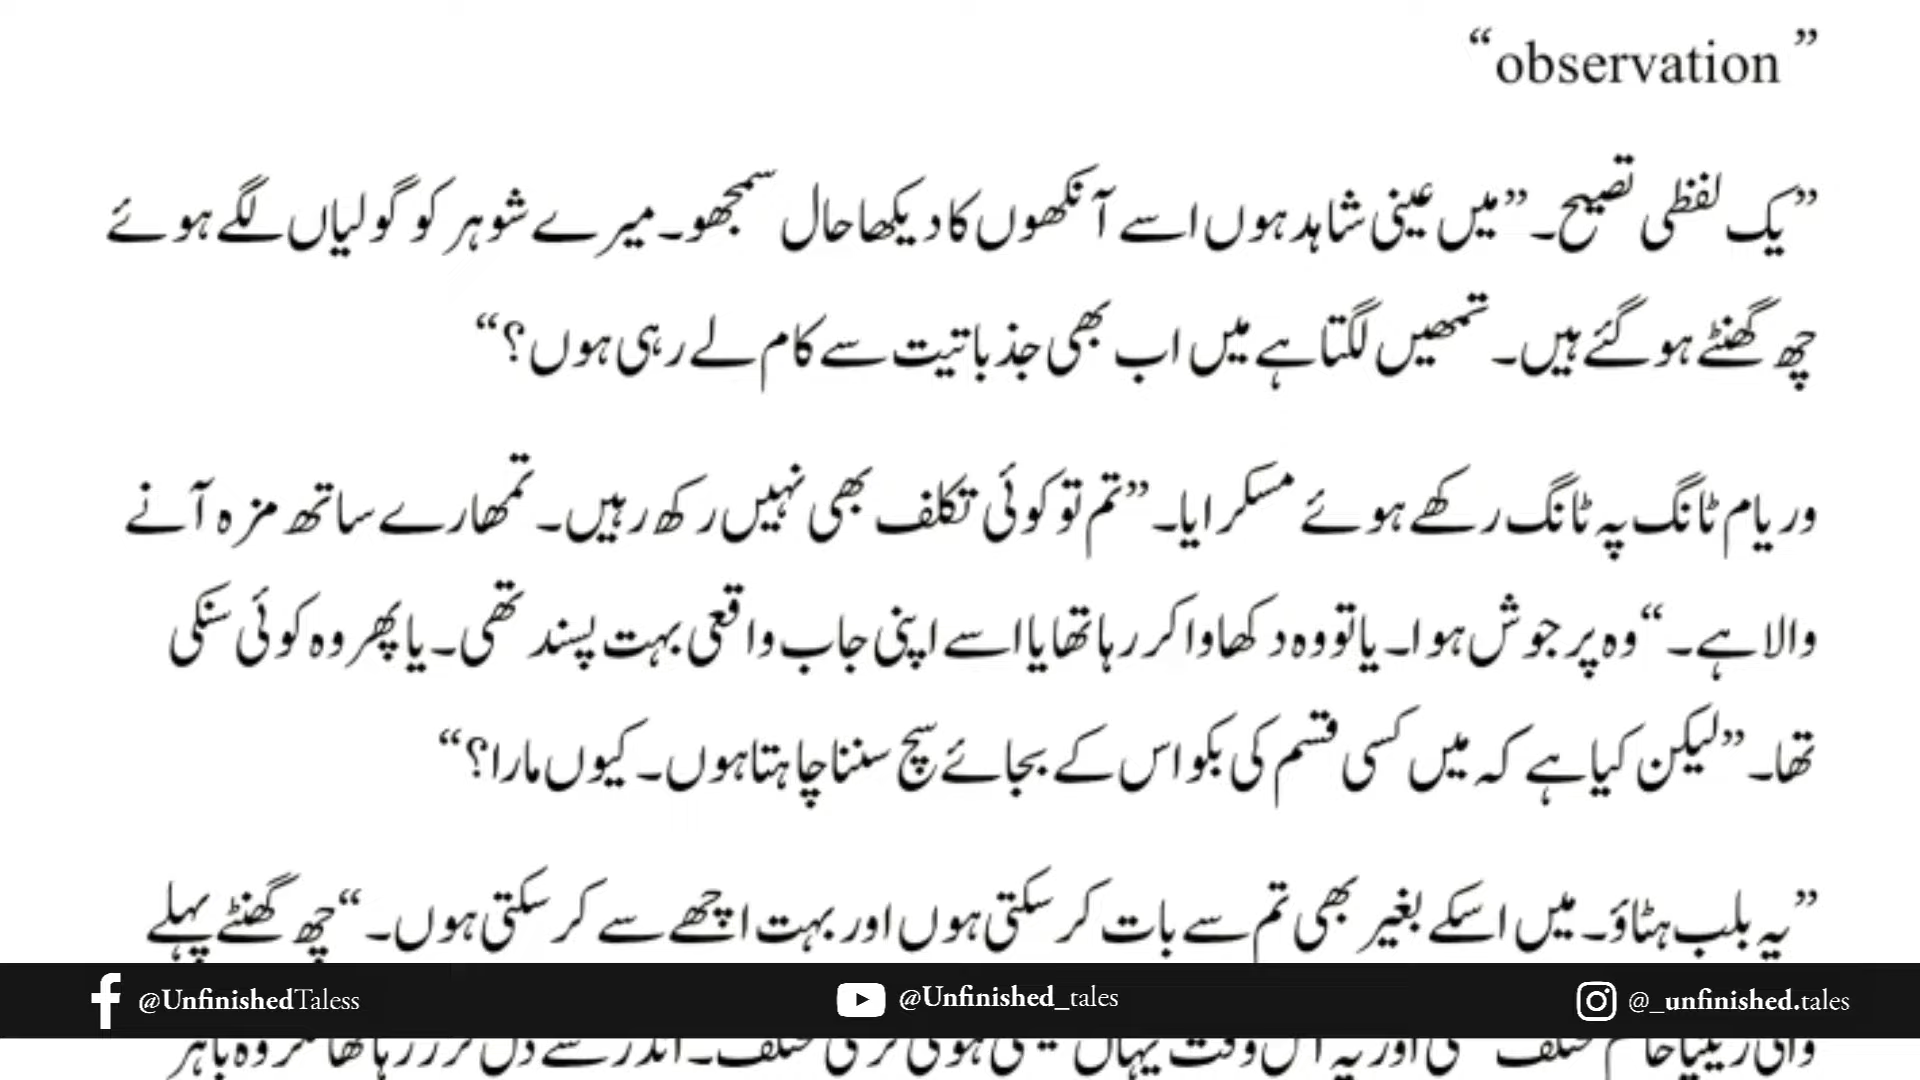 ” observation“
”یک لفظی تصیح۔ ”میں عینی شاہد ہوں اسے آنکھوں کا دیکھا حال سمجھو۔ میرے شوہر کو گولیاں لگے ہوئے
چھ گھنٹے ہو گئے ہیں۔ تمھیں لگتا ہے میں اب بھی جذباتیت سے کام لے رہی ہوں؟“
وریام ٹانگ پہ ٹانگ رکھے ہوئے مسکرایا۔ ”تم تو کوئی تکلف بھی نہیں رکھ رہیں۔ تمھارے ساتھ مزہ آنے
والا ہے۔“ وہ پر جوش ہوا۔ یا تو وہ دکھاوا کر رہا تھا یا اسے اپنی جاب واقعی بہت پسند تھی۔ یا پھر وہ کوئی سنکی
تھا۔ ”لیکن کیا ہے کہ میں کسی قسم کی بکواس کے بجائے سچ سننا چاہتا ہوں۔ کیوں مارا؟“
”یہ بلب ہٹاؤ۔ میں اسکے بغیر بھی تم سے بات کر سکتی ہوں اور بہت اچھے سے کر سکتی ہوں۔“ چھ گھنٹے پہلے
@UnfinishedTaless @Unfinished_tales @_unfinished.tales